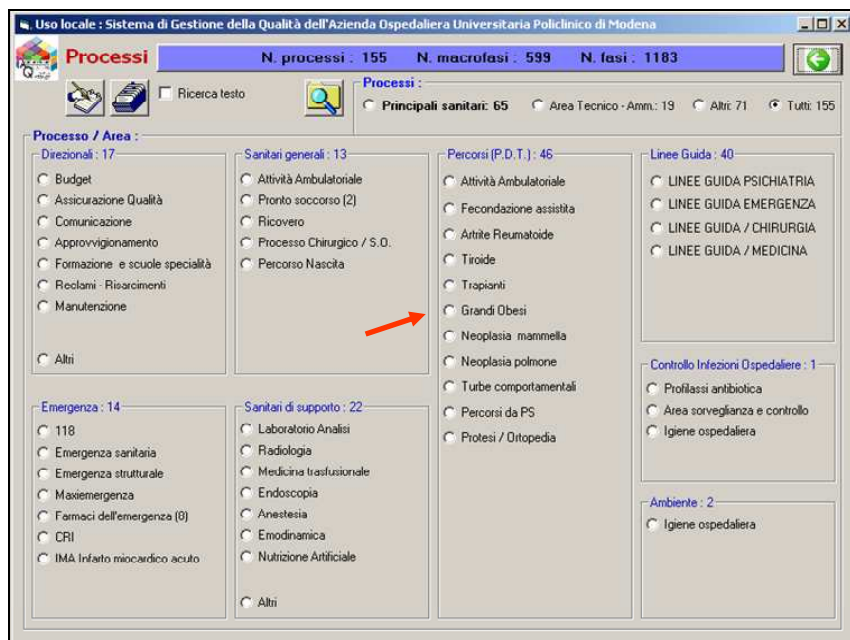 Uso locale : Sistema di Gestione della Qualità dell'Azienda Ospedaliera Universitaria Policlinico di Modena
Processi
N. processi : 155 N. macrofasi : 599 N. fasi : 1183
Ricerca testo
Processi :
Principali sanitari: 65 Area Tecnico - Amm.: 19 Altri: 71 Tutti: 155
Processo / Area :
Direzionali : 17
Budget
Assicurazione Qualità
Comunicazione
Approvvigionamento
Formazione e scuole specialità
Reclami - Risarcimenti
Manutenzione
Altri
Sanitari generali : 13
Attività Ambulatoriale
Pronto soccorso (2)
Ricovero
Processo Chirurgico / S.O.
Percorso Nascita
Percorsi (P.D.T.) : 46
Attività Ambulatoriale
Fecondazione assistita
Artrite Reumatoide
Tiroide
Trapianti
Grandi Obesi
Neoplasia mammella
Neoplasia polmone
Turbe comportamentali
Percorsi da PS
Protesi / Ortopedia
Linee Guida : 40
LINEE GUIDA PSICHIATRIA
LINEE GUIDA EMERGENZA
LINEE GUIDA / CHIRURGIA
LINEE GUIDA / MEDICINA
Controllo Infezioni Ospedaliere : 1
Profilassi antibiotica
Area sorveglianza e controllo
Igiene ospedaliera
Emergenza : 14
118
Emergenza sanitaria
Emergenza strutturale
Maxiemergenza
Farmaci dell'emergenza (8)
CRI
IMA Infarto miocardico acuto
Sanitari di supporto : 22
Laboratorio Analisi
Radiologia
Medicina trasfusionale
Endoscopia
Anestesia
Emodinamica
Nutrizione Artificiale
Altri
Ambiente : 2
Igiene ospedaliera